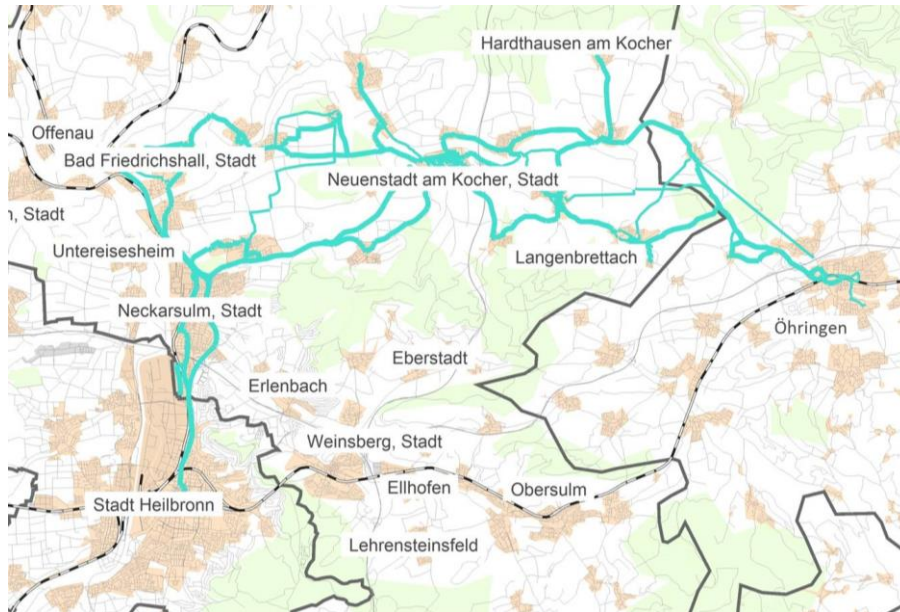 Hardthausen am Kocher
Offenau
Bad Friedrichshall, Stadt
Neuenstadt am Kocher, Stadt
n, Stadt
Untereisesheim
Langenbrettach
Neckarsulm, Stadt
Öhringen
Eberstadt
Erlenbach
Weinsberg, Stadt
Ellhofen
Obersulm
Stadt Heilbronn
Lehrensteinsfeld